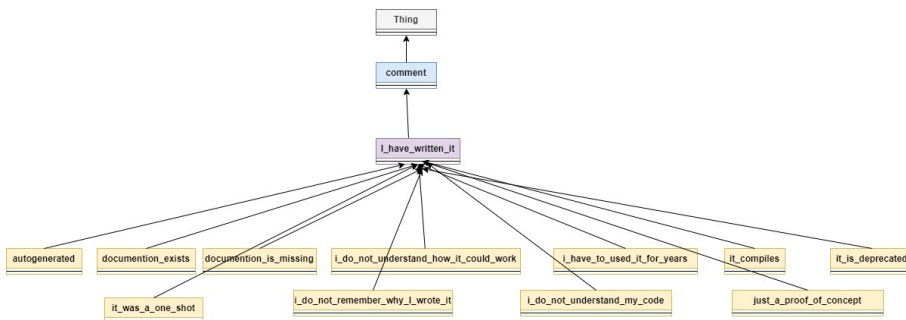 Thing
comment
I_have_written_it
autogenerated
documention_exists
documention_is_missing
i_do_not_understand_how_it_could_work
i_have_to_used_it_for_years
it_compiles
it_is_deprecated
it_was_a_one_shot
i_do_not_remember_why_I_wrote_it
i_do_not_understand_my_code
just_a_proof_of_concept